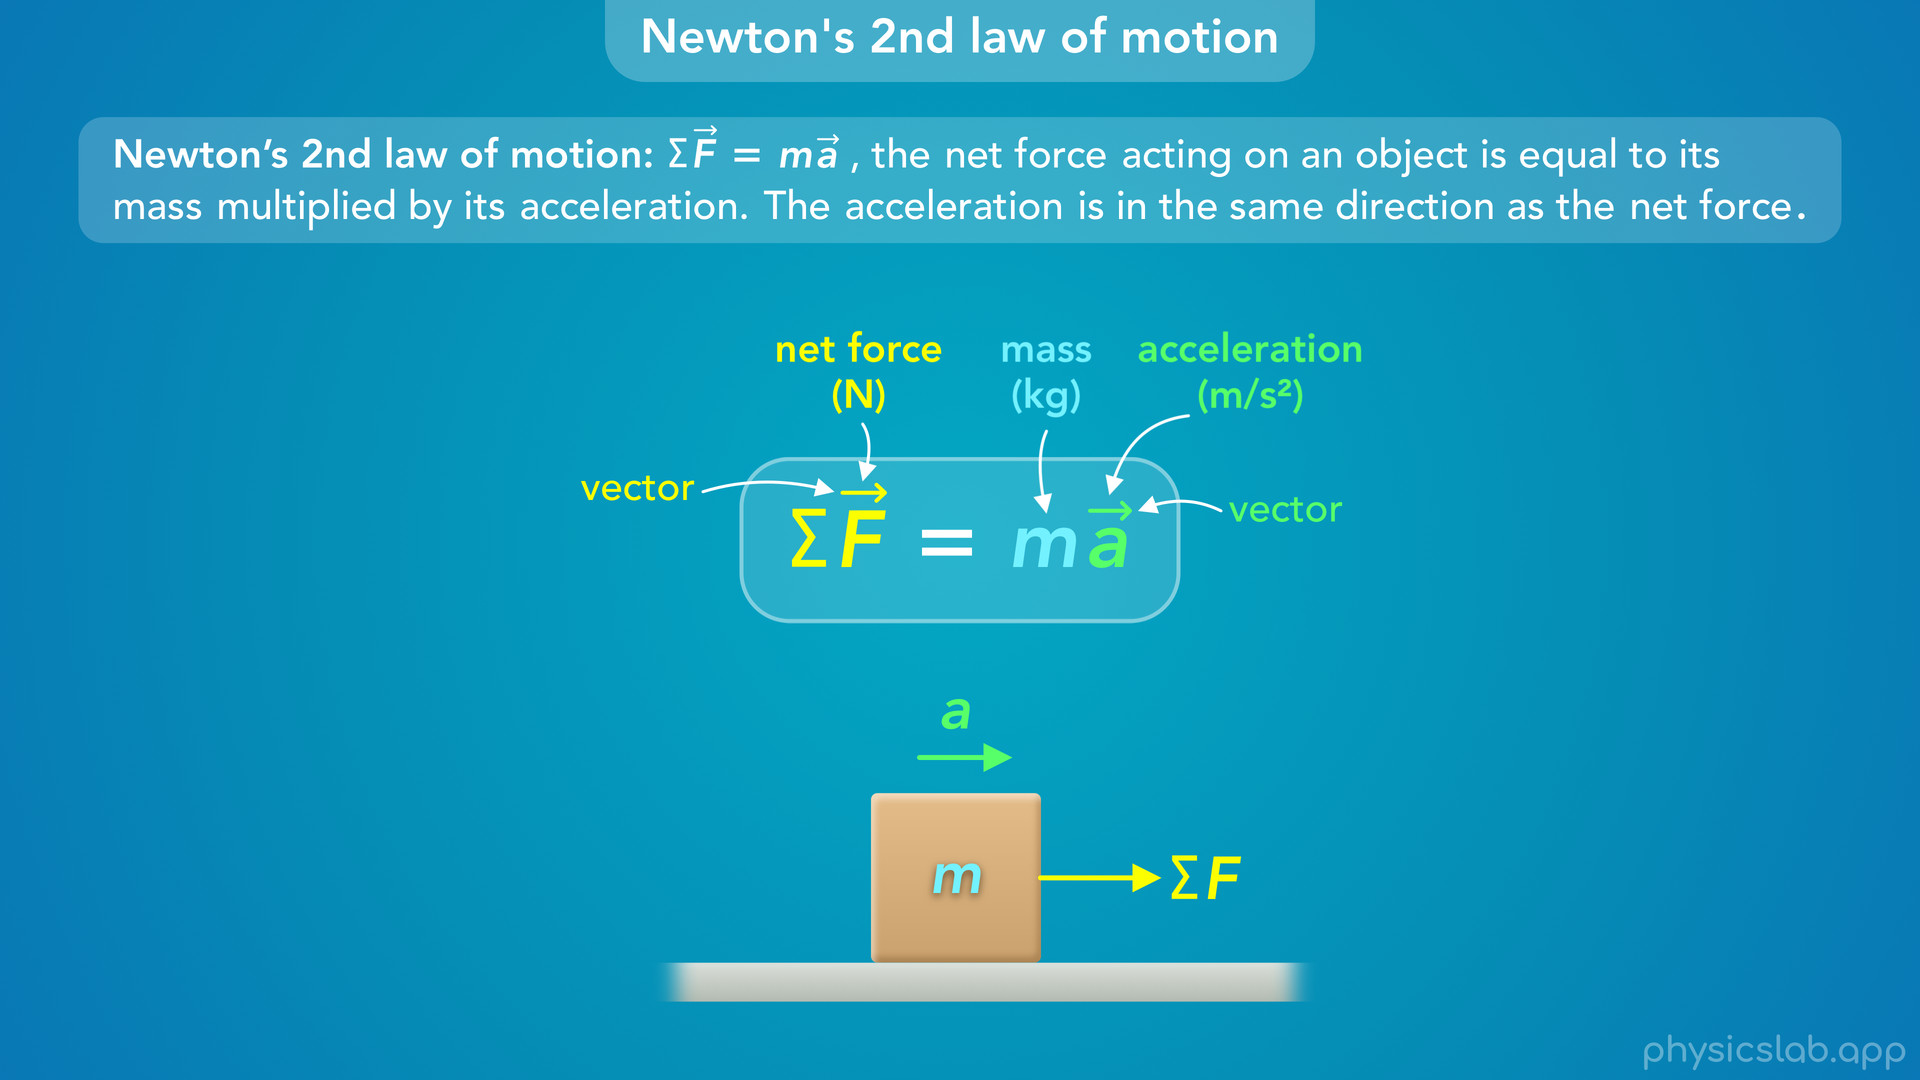 Newton's 2nd law of motion
Newton’s 2nd law of motion: ΣF⃗ = ma⃗ , the net force acting on an object is equal to its
mass multiplied by its acceleration. The acceleration is in the same direction as the net force.
net force mass acceleration
(N) (kg) (m/s²)
vector
ΣF⃗ = ma⃗
vector
a
m
ΣF
physicslab.app